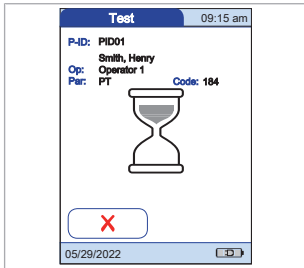 Test 09:15 am
P-ID: PID01
Smith, Henry
Op: Operator 1
Par: PT Code: 184
05/29/2022